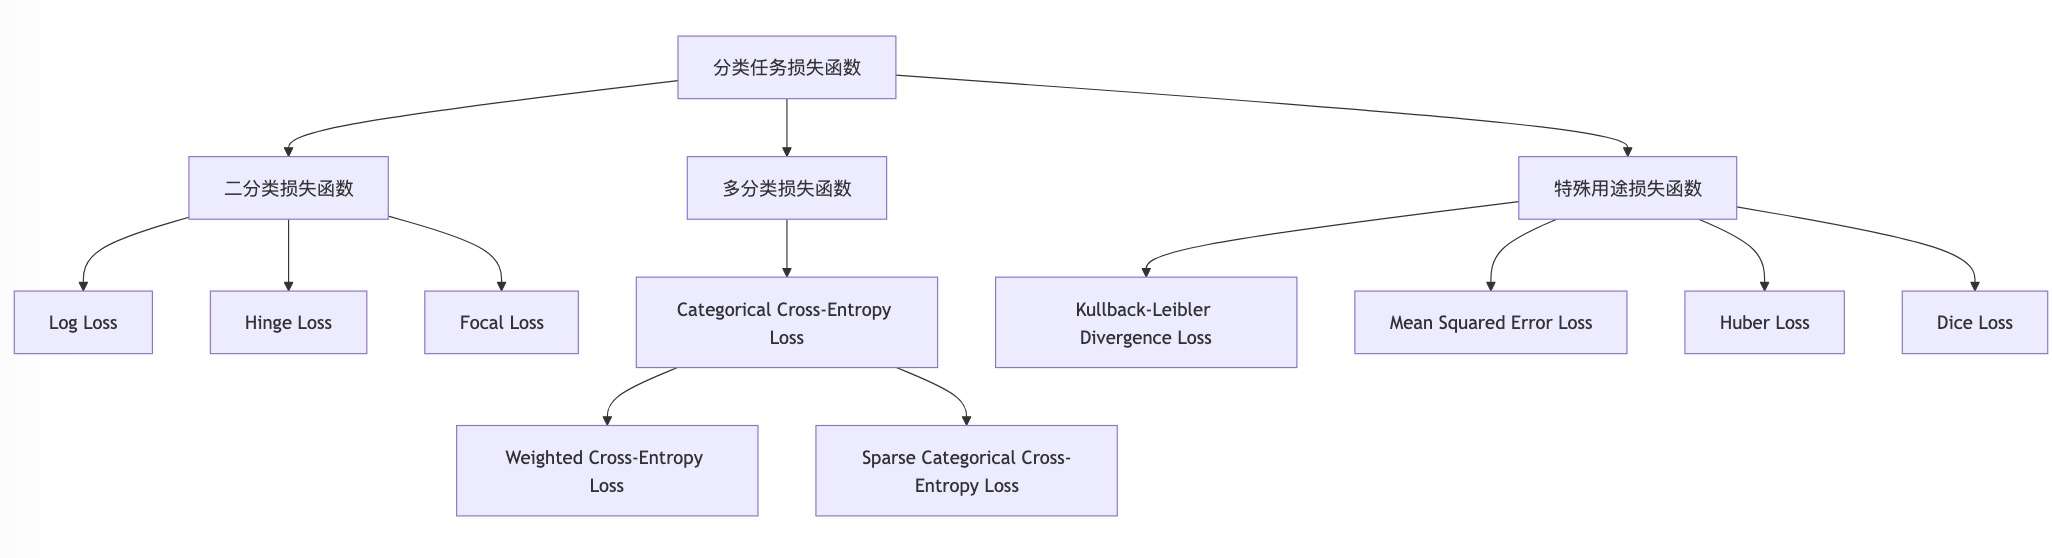 分类任务损失函数
二分类损失函数
多分类损失函数
特殊用途损失函数
Log Loss
Hinge Loss
Focal Loss
Categorical Cross-Entropy
Loss
Kullback-Leibler
Divergence Loss
Mean Squared Error Loss
Huber Loss
Dice Loss
Weighted Cross-Entropy
Loss
Sparse Categorical Cross-
Entropy Loss